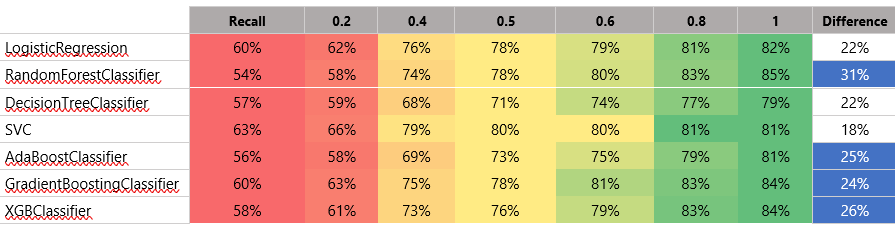 Recall 0.2 0.4 0.5 0.6 0.8 1 Difference
LogisticRegression 60% 62% 76% 78% 79% 81% 82% 22%
RandomForestClassifier 54% 58% 74% 78% 80% 83% 85% 31%
DecisionTreeClassifier 57% 59% 68% 71% 74% 77% 79% 22%
SVC 63% 66% 79% 80% 80% 81% 81% 18%
AdaBoostClassifier 56% 58% 69% 73% 75% 79% 81% 25%
GradientBoostingClassifier 60% 63% 75% 78% 81% 83% 84% 24%
XGBClassifier 58% 61% 73% 76% 79% 83% 84% 26%